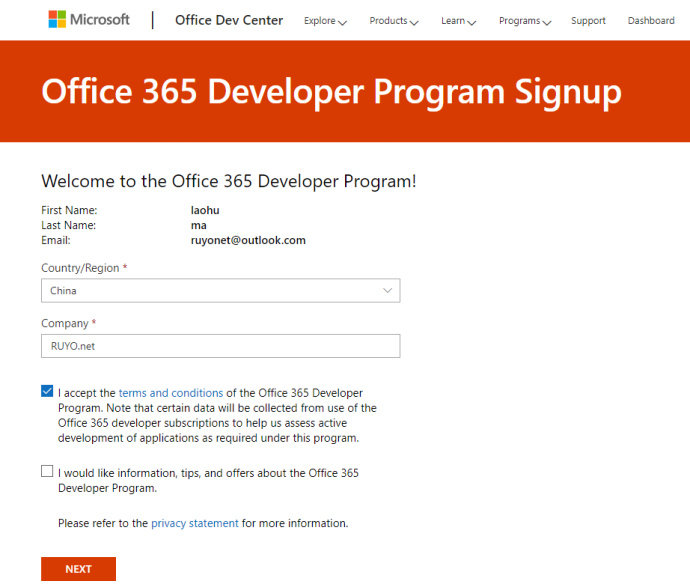 Microsoft | Office Dev Center Explore Products Learn Programs Support Dashboard
Office 365 Developer Program Signup
Welcome to the Office 365 Developer Program!
First Name: laohu
Last Name: ma
Email: ruyonet@outlook.com
Country/Region *
China
Company *
RUYO.net
I accept the terms and conditions of the Office 365 Developer
Program. Note that certain data will be collected from use of the
Office 365 developer subscriptions to help us assess active
development of applications as required under this program.
I would like information, tips, and offers about the Office 365
Developer Program.
Please refer to the privacy statement for more information.
NEXT